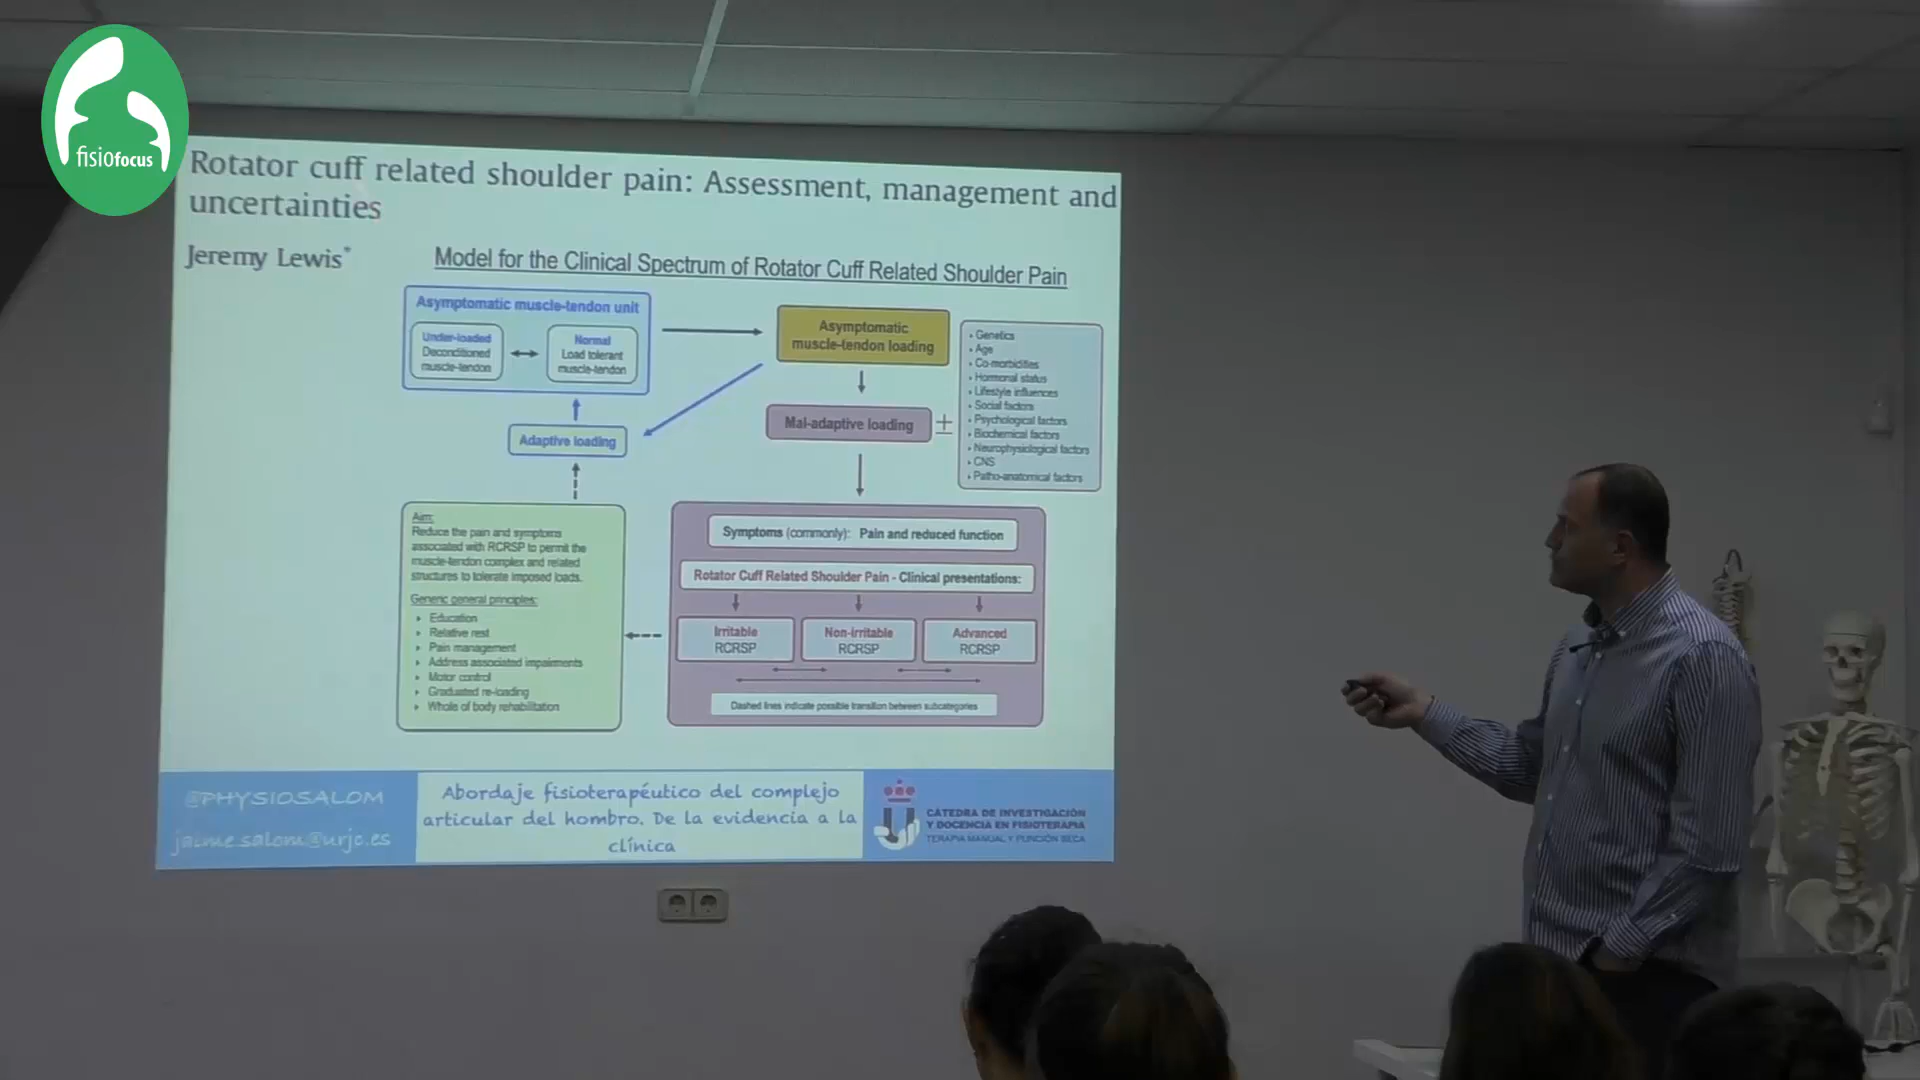 fisiofocus
Rotator cuff related shoulder pain: Assessment, management and
uncertainties
Jeremy Lewis*
Model for the Clinical Spectrum of Rotator Cuff Related Shoulder Pain
Asymptomatic muscle-tendon unit
Under-loaded
Deconditioned
muscle-tendon
Normal
Load tolerant
muscle-tendon
Asymptomatic
muscle-tendon loading
• Genetics
• Age
• Co-morbidities
• Hormonal status
• Lifestyle influences
• Social factors
• Psychological factors
• Biochemical factors
• Neurophysiological factors
• CNS
• Patho-anatomical factors
Mal-adaptive loading
±
Adaptive loading
Aim:
Reduce the pain and symptoms
associated with RCRSP to permit the
muscle-tendon complex and related
structures to tolerate imposed loads.
Generic general principles:
Education
Relative rest
Pain management
Address associated impairments
Motor control
Graduated re-loading
Whole of body rehabilitation
Symptoms (commonly): Pain and reduced function
Rotator Cuff Related Shoulder Pain - Clinical presentations:
Irritable
RCRSP
Non-irritable
RCRSP
Advanced
RCRSP
Dashed lines indicate possible transition between subcategories
@PHYSIOSALOM
jaime.salom@urjc.es
Abordaje fisioterapéutico del complejo
articular del hombro. De la evidencia a la
clínica
CÁTEDRA DE INVESTIGACIÓN
Y DOCENCIA EN FISIOTERAPIA
TERAPIA MANUAL Y PUNCIÓN SECA